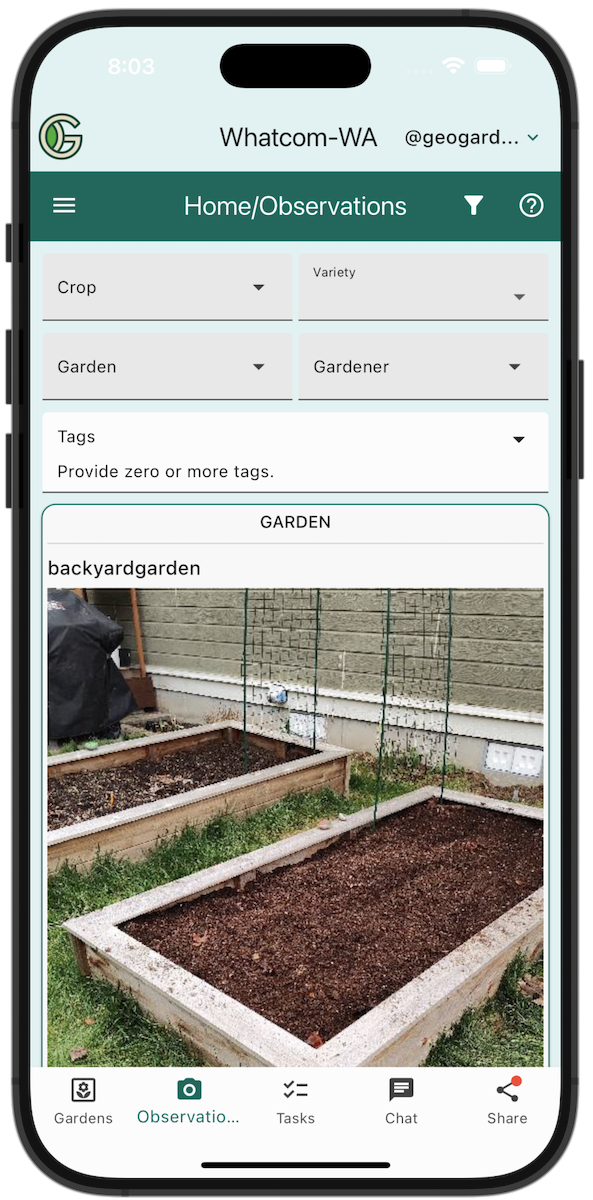 8:03
Whatcom-WA @geogard...
Home/Observations
Crop
Variety
Garden
Gardener
Tags
Provide zero or more tags.
GARDEN
backyardgarden
Gardens
Observatio...
Tasks
Chat
Share